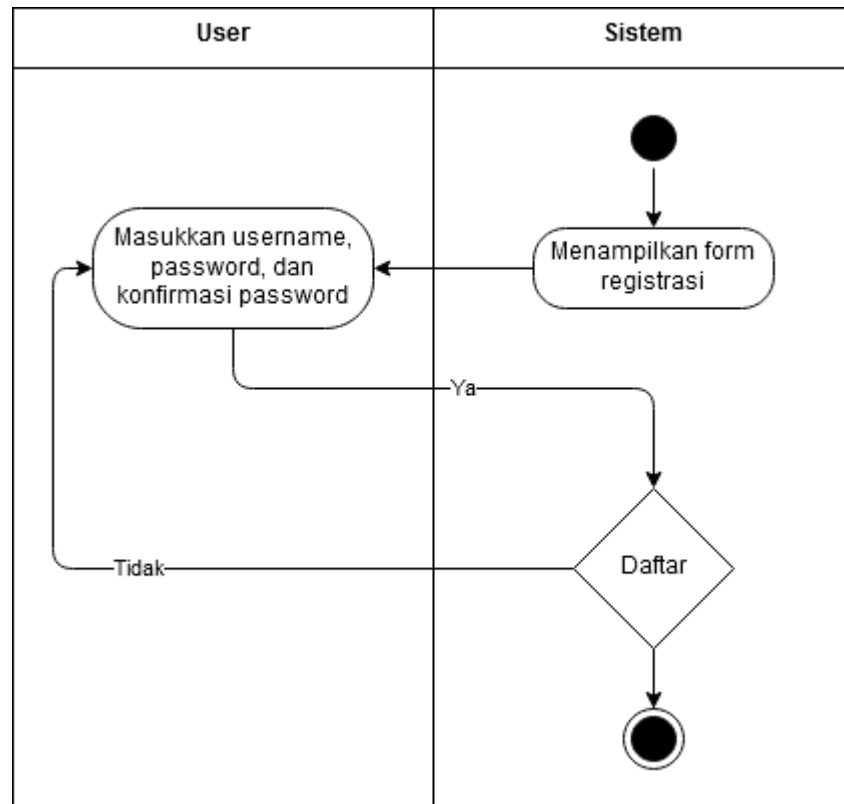 User
Sistem
Menampilkan form
registrasi
Masukkan username,
password, dan
konfirmasi password
Ya
Daftar
Tidak